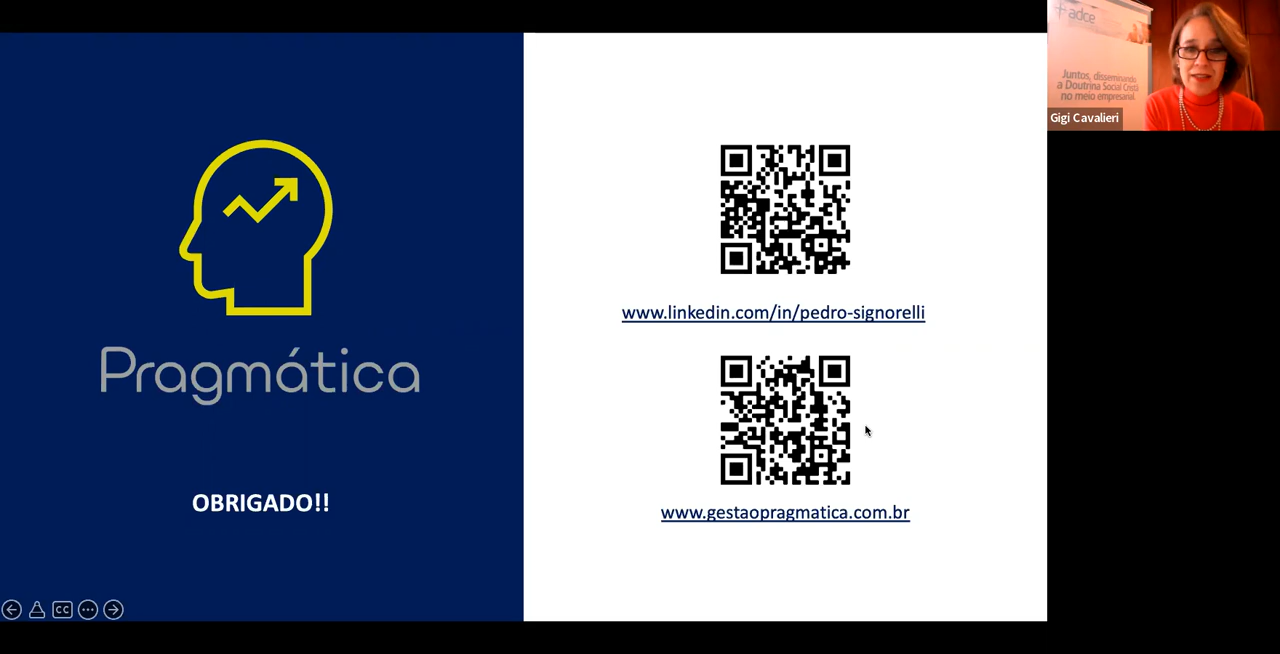 Pragmática
OBRIGADO!!
CC
www.linkedin.com/in/pedro-signorelli
www.gestaopragmatica.com.br
+adce
Juntos, disseminando
a Doutrina Social Cristã
no meio empresarial.
Gigi Cavalieri